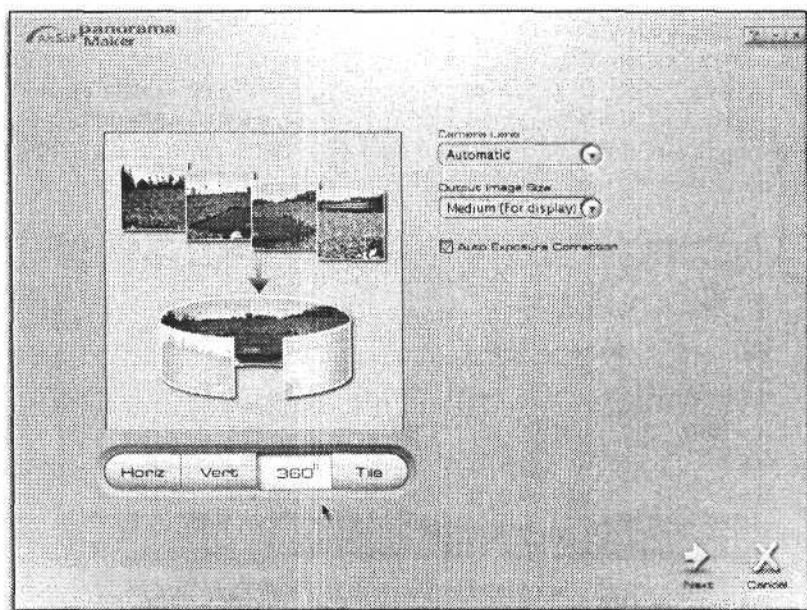 ArcSoft panorama
Maker
Camera Lens
Automatic
Output Image Size
Medium (For display)
Auto Exposure Correction
Horiz Vert 360° Tile
Next Cancel